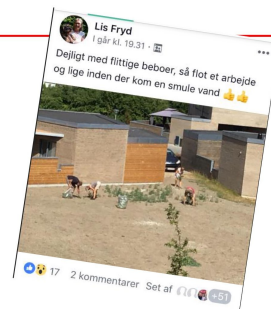 Lis Fryd
I går kl. 19.31 ·
Dejligt med flittige beboer, så flot et arbejde
og lige inden der kom en smule vand 👍👍
17 2 kommentarer Set af +51